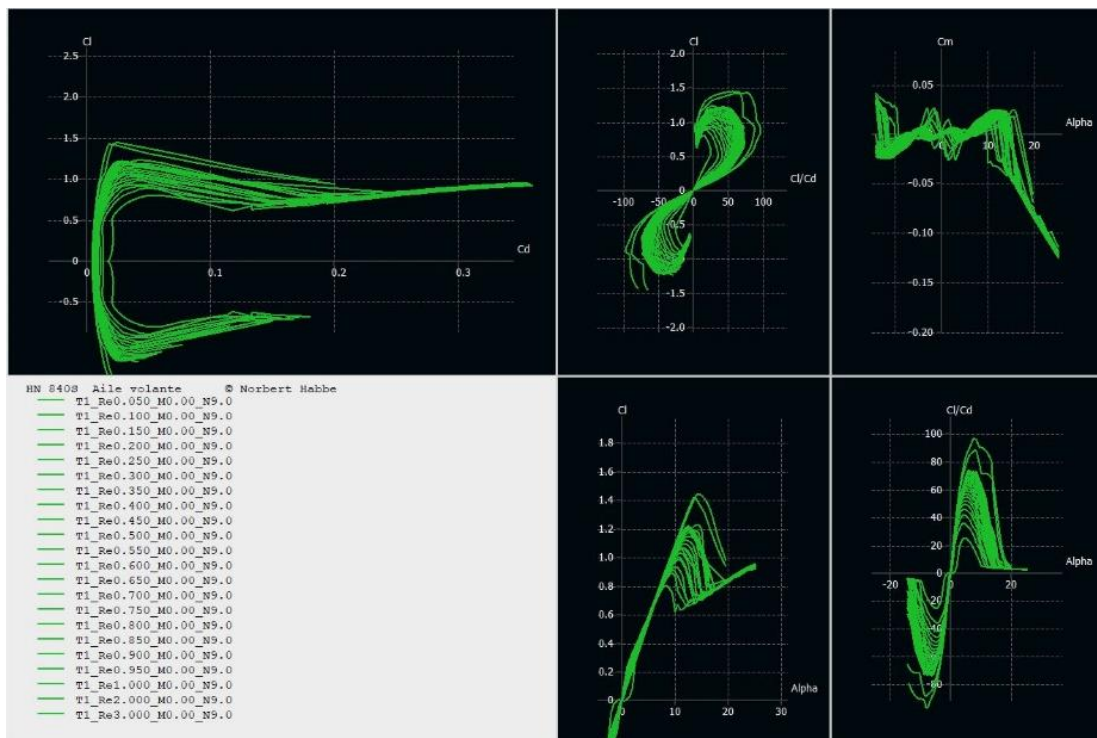 Cl
2.5
2.0
1.5
1.0
0.5
0
-0.5
0 0.1 0.2 0.3
Cd
Cl
2.0
1.5
1.0
0.5
0
-100 -50 50 100
Cl/Cd
-0.5
-1.0
-1.5
-2.0
Cm
0.05
Alpha
10 20
-0.05
-0.10
-0.15
-0.20
HN 840S Aile volante © Norbert Habbe
T1_Re0.050_M0.00_N9.0
T1_Re0.100_M0.00_N9.0
T1_Re0.150_M0.00_N9.0
T1_Re0.200_M0.00_N9.0
T1_Re0.250_M0.00_N9.0
T1_Re0.300_M0.00_N9.0
T1_Re0.350_M0.00_N9.0
T1_Re0.400_M0.00_N9.0
T1_Re0.450_M0.00_N9.0
T1_Re0.500_M0.00_N9.0
T1_Re0.550_M0.00_N9.0
T1_Re0.600_M0.00_N9.0
T1_Re0.650_M0.00_N9.0
T1_Re0.700_M0.00_N9.0
T1_Re0.750_M0.00_N9.0
T1_Re0.800_M0.00_N9.0
T1_Re0.850_M0.00_N9.0
T1_Re0.900_M0.00_N9.0
T1_Re0.950_M0.00_N9.0
T1_Re1.000_M0.00_N9.0
T1_Re2.000_M0.00_N9.0
T1_Re3.000_M0.00_N9.0
Cl
1.8
1.6
1.4
1.2
1.0
0.8
0.6
0.4
0.2
0
Alpha
0 10 20 30
Cl/Cd
100
80
60
40
20
0
Alpha
-20 0 20
-20
-40
-60
-80